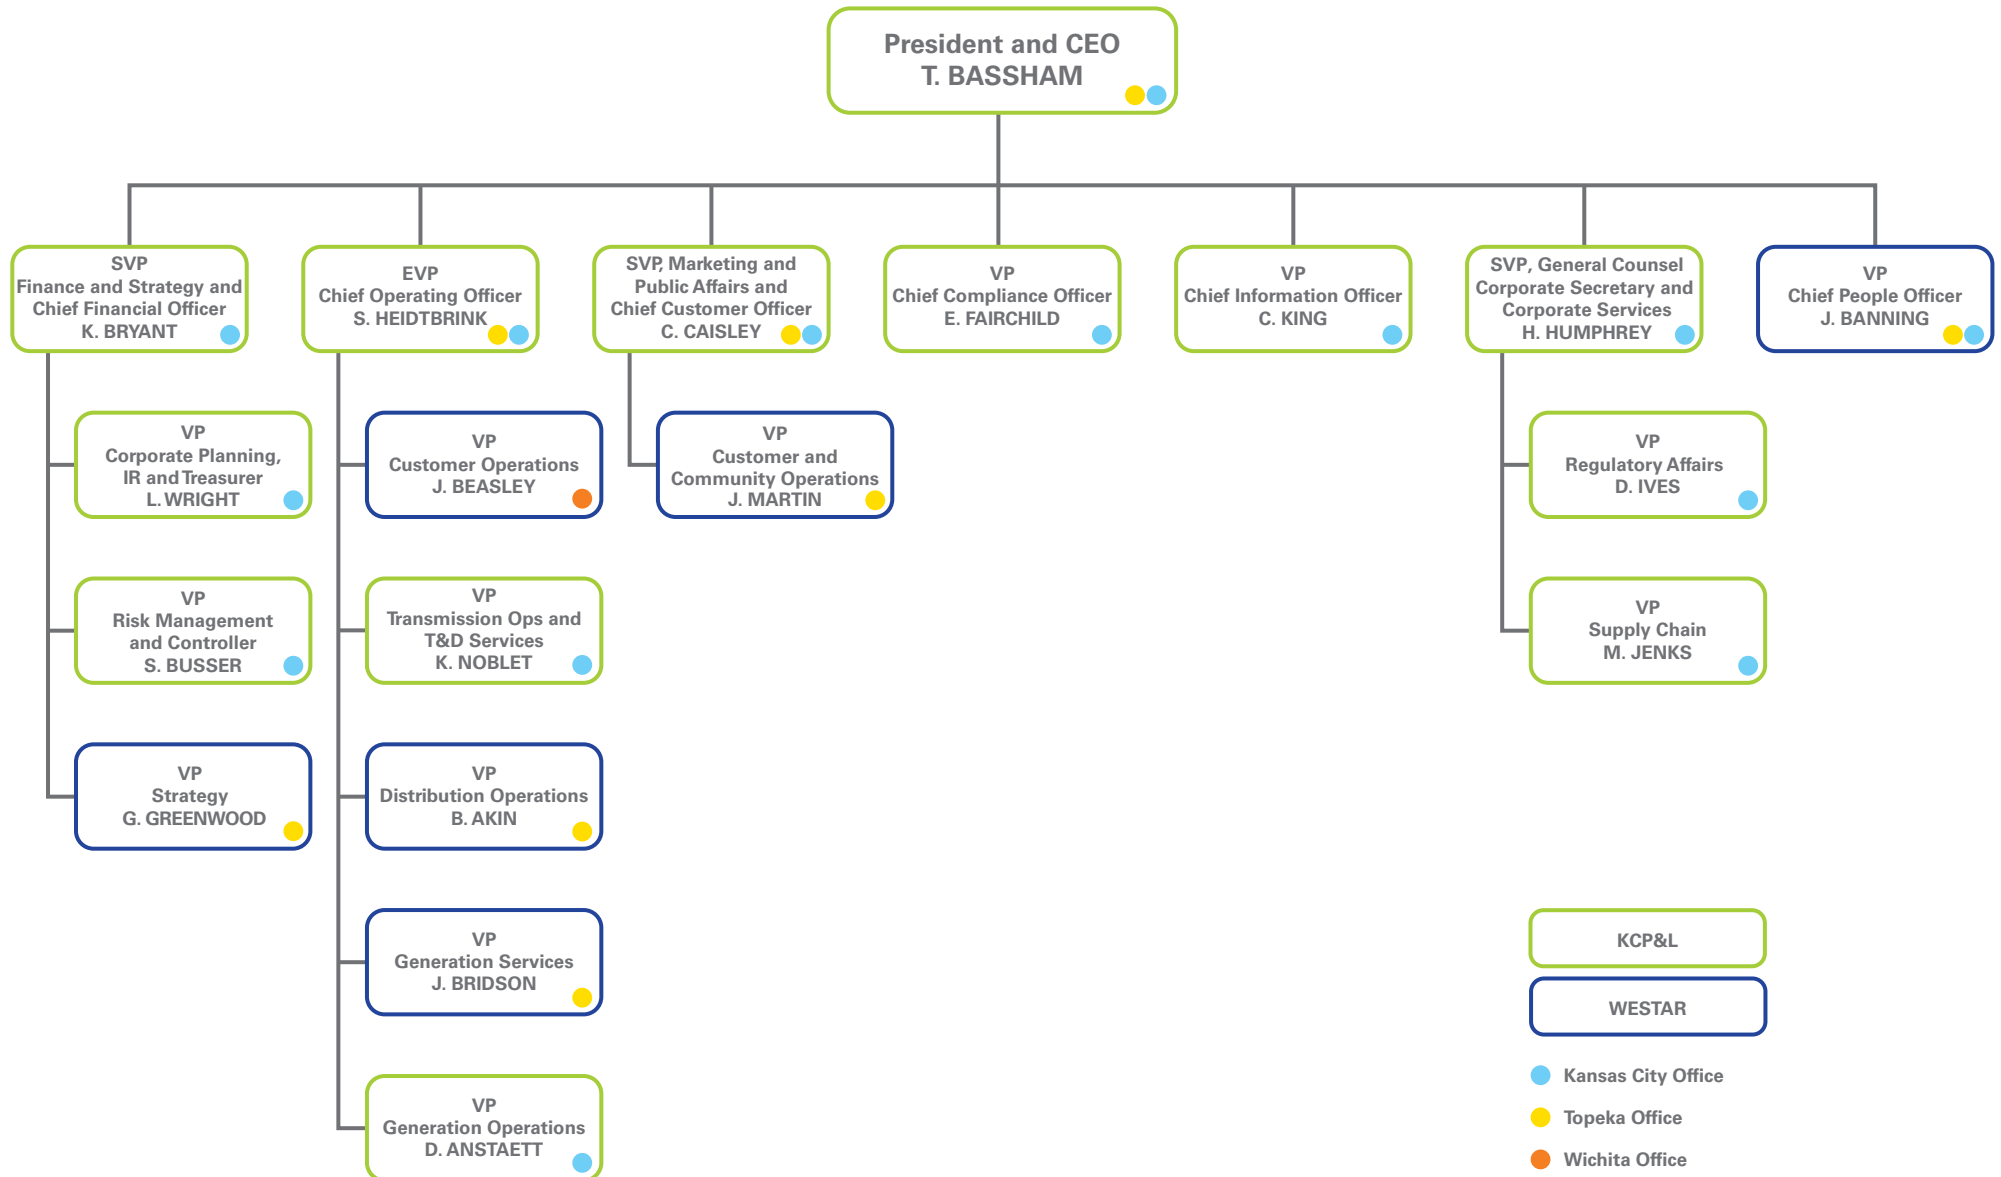 President and CEO
T. BASSHAM
SVP
Finance and Strategy and
Chief Financial Officer
K. BRYANT
EVP
Chief Operating Officer
S. HEIDTBRINK
SVP, Marketing and
Public Affairs and
Chief Customer Officer
C. CAISLEY
VP
Chief Compliance Officer
E. FAIRCHILD
VP
Chief Information Officer
C. KING
SVP, General Counsel
Corporate Secretary and
Corporate Services
H. HUMPHREY
VP
Chief People Officer
J. BANNING
VP
Corporate Planning,
IR and Treasurer
L. WRIGHT
VP
Customer Operations
J. BEASLEY
VP
Customer and
Community Operations
J. MARTIN
VP
Regulatory Affairs
D. IVES
VP
Risk Management
and Controller
S. BUSSER
VP
Transmission Ops and
T&D Services
K. NOBLET
VP
Supply Chain
M. JENKS
VP
Strategy
G. GREENWOOD
VP
Distribution Operations
B. AKIN
VP
Generation Services
J. BRIDSON
VP
Generation Operations
D. ANSTAETT
KCP&L
WESTAR
Kansas City Office
Topeka Office
Wichita Office